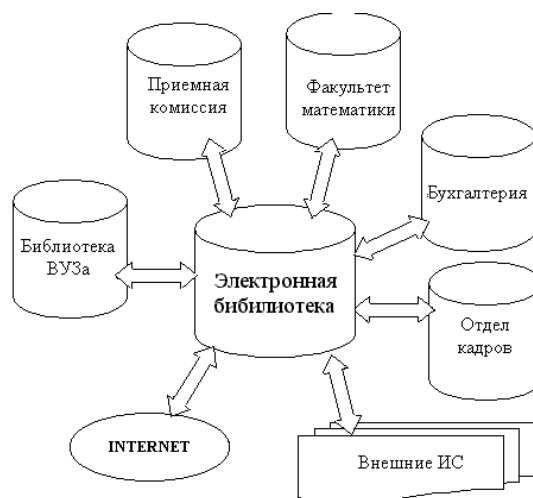 Приемная
комиссия
Факультет
математики
Бухгалтерия
Библиотека
ВУЗа
Электронная
бибилиотека
Отдел
кадров
INTERNET
Внешние ИС